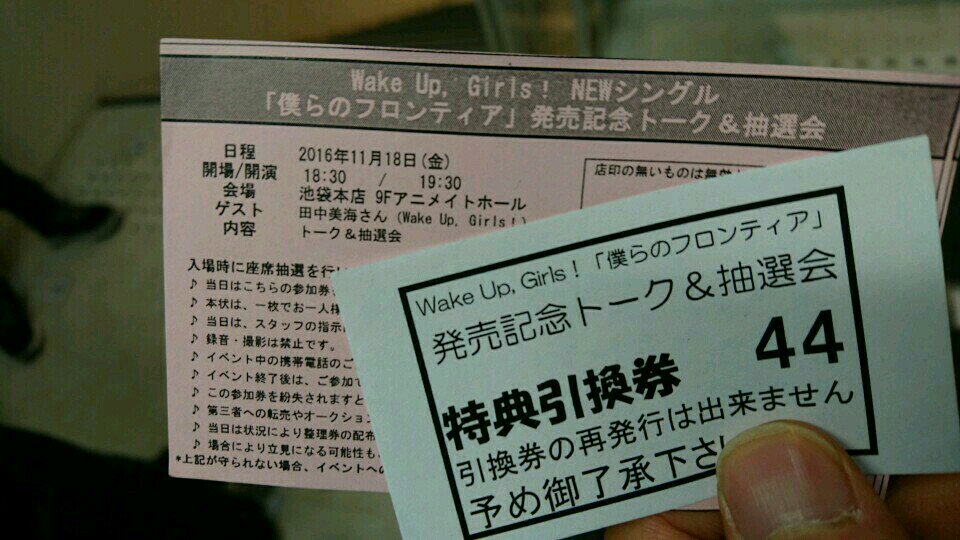 Wake Up, Girls! NEWシングル
「僕らのフロンティア」発売記念トーク＆抽選会
日程 2016年11月18日(金)
開場/開演 18:30 / 19:30
会場 池袋本店 9Fアニメイトホール
ゲスト 田中美海さん (Wake Up, Girls!)
内容 トーク＆抽選会
店印の無いものは無効
入場時に座席抽選を行い
♪ 当日はこちらの参加券
♪ 本状は、一枚でお一人様
♪ 当日は、スタッフの指示
♪ 録音・撮影は禁止です。
♪ イベント中の携帯電話のご
♪ イベント終了後は、ご参加
♪ この参加券を紛失されますと
♪ 第三者への転売やオークション
♪ 当日は状況により整理券の配布
♪ 場合により立見になる可能性も
*上記が守られない場合、イベントへの
Wake Up, Girls！「僕らのフロンティア」
発売記念トーク＆抽選会
特典引換券 44
引換券の再発行は出来ません
予め御了承下さい